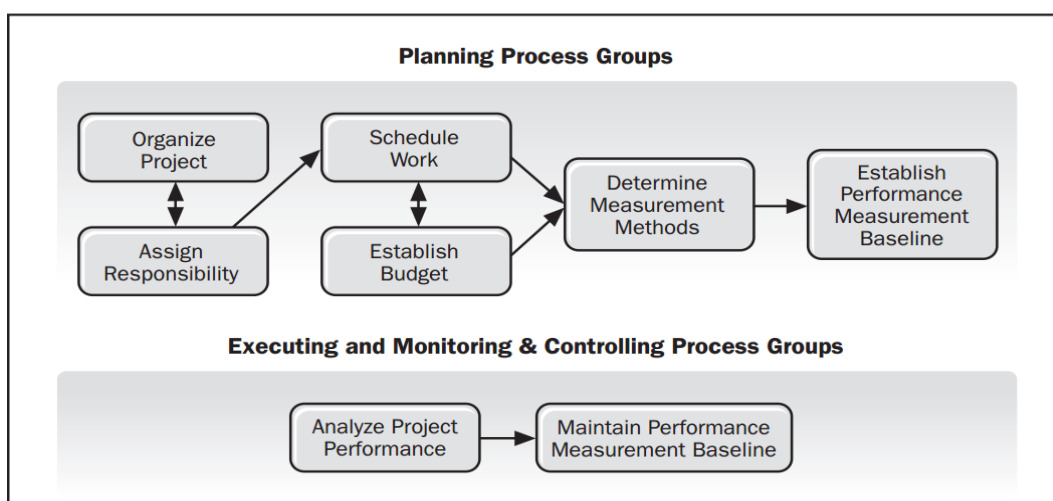 Planning Process Groups
Organize
Project
Schedule
Work
Determine
Measurement
Methods
Establish
Performance
Measurement
Baseline
Assign
Responsibility
Establish
Budget
Executing and Monitoring & Controlling Process Groups
Analyze Project
Performance
Maintain Performance
Measurement Baseline